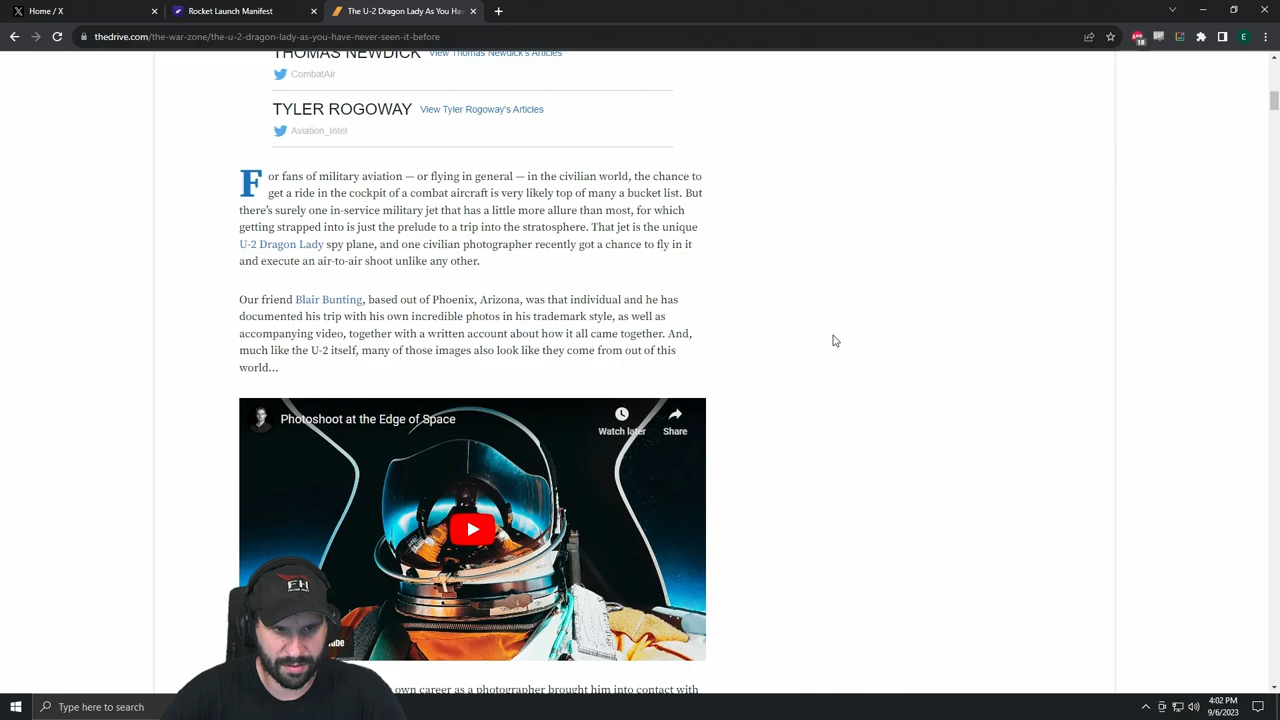 Home / X
Rocket Launch Manifest
The U-2 Dragon Lady As You Hav
thedrive.com/the-war-zone/the-u-2-dragon-lady-as-you-have-never-seen-it-before
18
E
THOMAS NEWDICK View Thomas Newdick's Articles
CombatAir
TYLER ROGOWAY View Tyler Rogoway's Articles
Aviation_Intel
For fans of military aviation — or flying in general — in the civilian world, the chance to
get a ride in the cockpit of a combat aircraft is very likely top of many a bucket list. But
there's surely one in-service military jet that has a little more allure than most, for which
getting strapped into is just the prelude to a trip into the stratosphere. That jet is the unique
U-2 Dragon Lady spy plane, and one civilian photographer recently got a chance to fly in it
and execute an air-to-air shoot unlike any other.
Our friend Blair Bunting, based out of Phoenix, Arizona, was that individual and he has
documented his trip with his own incredible photos in his trademark style, as well as
accompanying video, together with a written account about how it all came together. And,
much like the U-2 itself, many of those images also look like they come from out of this
world...
Photoshoot at the Edge of Space
Watch later
Share
FH
own career as a photographer brought him into contact with
Type here to search
4:02 PM
9/6/2023